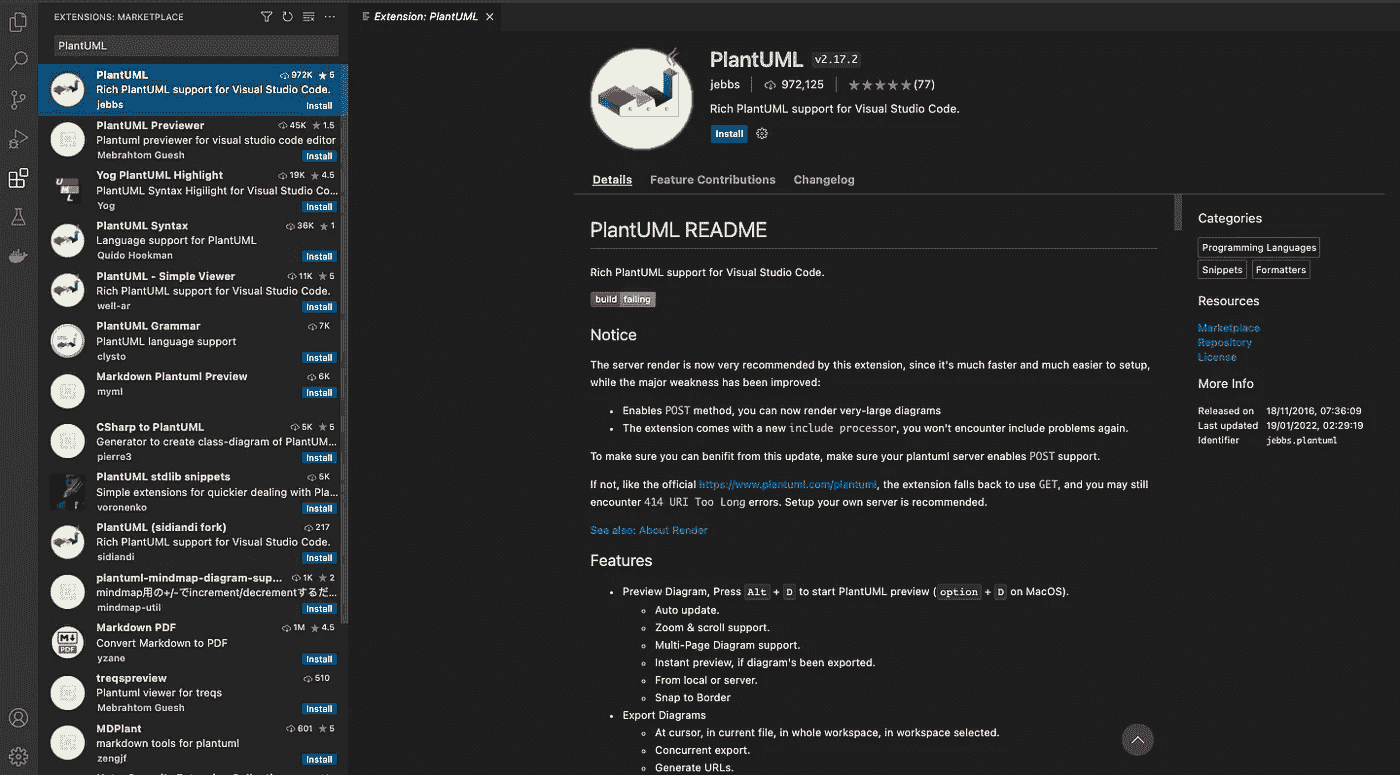 EXTENSIONS: MARKETPLACE
PlantUML
PlantUML 972K ★ 5
Rich PlantUML support for Visual Studio Code.
jebbs Install
PlantUML Previewer 45K ★ 1.5
Plantuml previewer for visual studio code editor
Mebrahtom Guesh Install
Yog PlantUML Highlight 19K ★ 4.5
PlantUML Syntax Higilight for Visual Studio Co...
Yog Install
PlantUML Syntax 36K ★ 1
Language support for PlantUML
Quido Hoekman Install
PlantUML - Simple Viewer 11K ★ 5
Rich PlantUML support for Visual Studio Code.
well-ar Install
PlantUML Grammar 7K
PlantUML language support
clysto Install
Markdown Plantuml Preview 6K
myml Install
CSharp to PlantUML 5K ★ 5
Generator to create class-diagram of PlantUM...
pierre3 Install
PlantUML stdlib snippets 5K
Simple extensions for quickier dealing with Pla...
voronenko Install
PlantUML (sidiandi fork) 217
Rich PlantUML support for Visual Studio Code.
sidiandi Install
plantuml-mindmap-diagram-sup... 1K ★ 2
mindmap用の+/-でincrement/decrementするだ...
mindmap-util Install
Markdown PDF 1M ★ 4.5
Convert Markdown to PDF
yzane Install
treqspreview 510
Plantuml viewer for treqs
Mebrahtom Guesh Install
MDPlant 601 ★ 5
markdown tools for plantuml
zengjf Install
Extension: PlantUML
PlantUML v2.17.2
jebbs 972,125 ★★★★★(77)
Rich PlantUML support for Visual Studio Code.
Install
Details Feature Contributions Changelog
PlantUML README
Rich PlantUML support for Visual Studio Code.
build failing
Notice
The server render is now very recommended by this extension, since it's much faster and much easier to setup,
while the major weakness has been improved:
• Enables POST method, you can now render very-large diagrams
• The extension comes with a new include processor, you won't encounter include problems again.
To make sure you can benifit from this update, make sure your plantuml server enables POST support.
If not, like the official https://www.plantuml.com/plantuml, the extension falls back to use GET, and you may still
encounter 414 URI Too Long errors. Setup your own server is recommended.
See also: About Render
Features
• Preview Diagram, Press Alt + D to start PlantUML preview ( option + D on MacOS).
Auto update.
Zoom & scroll support.
Multi-Page Diagram support.
Instant preview, if diagram's been exported.
From local or server.
Snap to Border
• Export Diagrams
At cursor, in current file, in whole workspace, in workspace selected.
Concurrent export.
Generate URLs.
Categories
Programming Languages
Snippets Formatters
Resources
Marketplace
Repository
License
More Info
Released on 18/11/2016, 07:36:09
Last updated 19/01/2022, 02:29:19
Identifier jebbs.plantuml